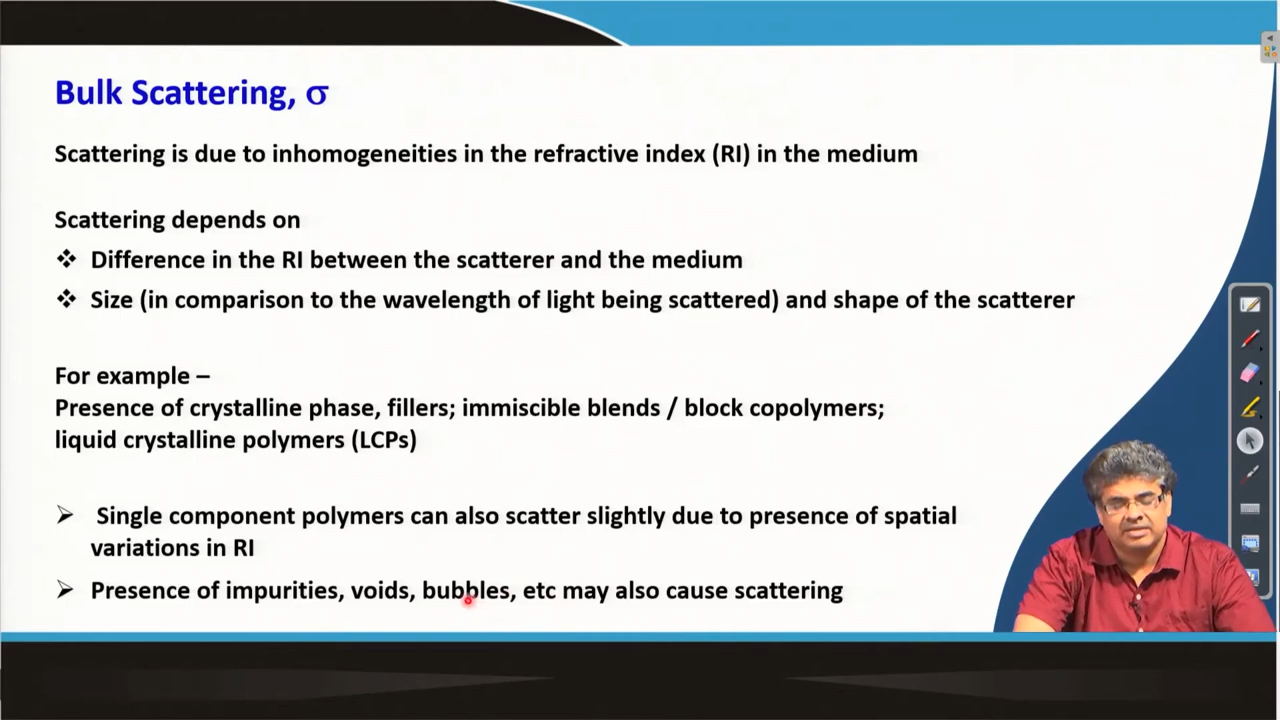 Bulk Scattering, σ
Scattering is due to inhomogeneities in the refractive index (RI) in the medium
Scattering depends on
❖ Difference in the RI between the scatterer and the medium
❖ Size (in comparison to the wavelength of light being scattered) and shape of the scatterer
For example –
Presence of crystalline phase, fillers; immiscible blends / block copolymers;
liquid crystalline polymers (LCPs)
➢ Single component polymers can also scatter slightly due to presence of spatial
variations in RI
➢ Presence of impurities, voids, bubbles, etc may also cause scattering